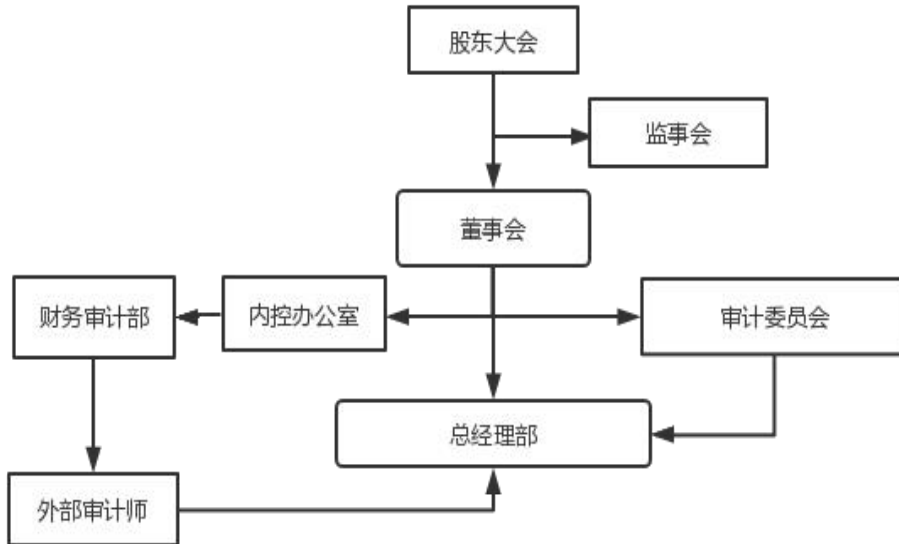 股东大会
监事会
董事会
财务审计部
内控办公室
审计委员会
总经理部
外部审计师